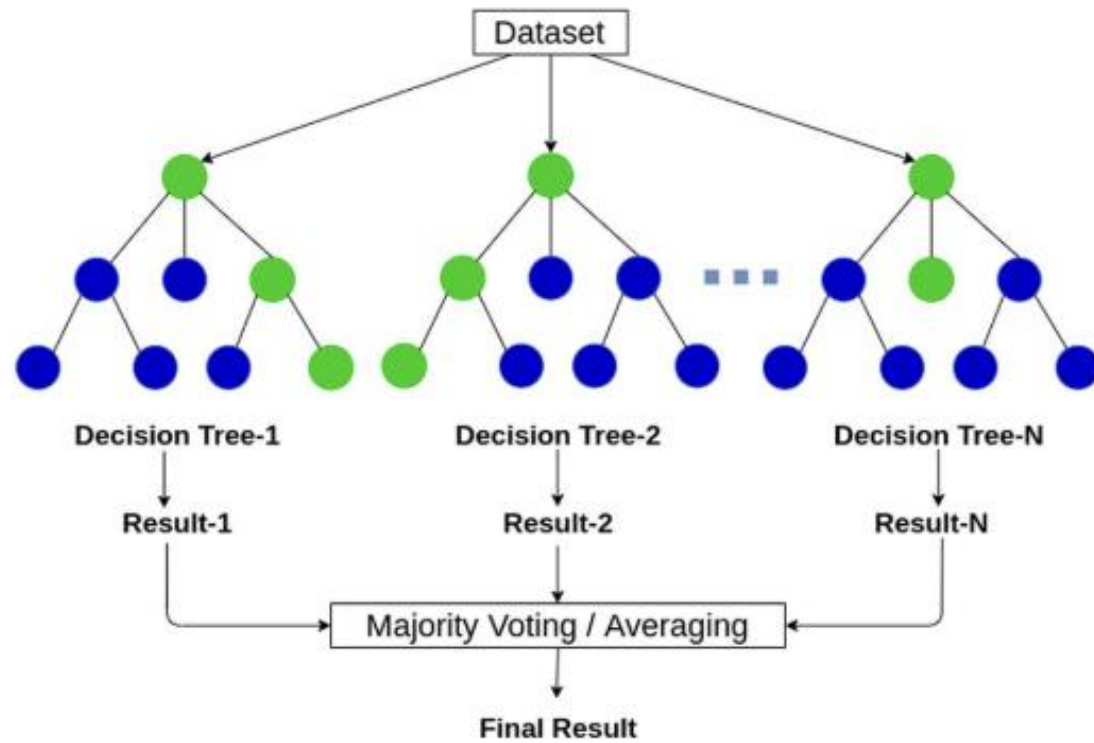 Dataset
Decision Tree-1
Decision Tree-2
Decision Tree-N
Result-1
Result-2
Result-N
Majority Voting / Averaging
Final Result